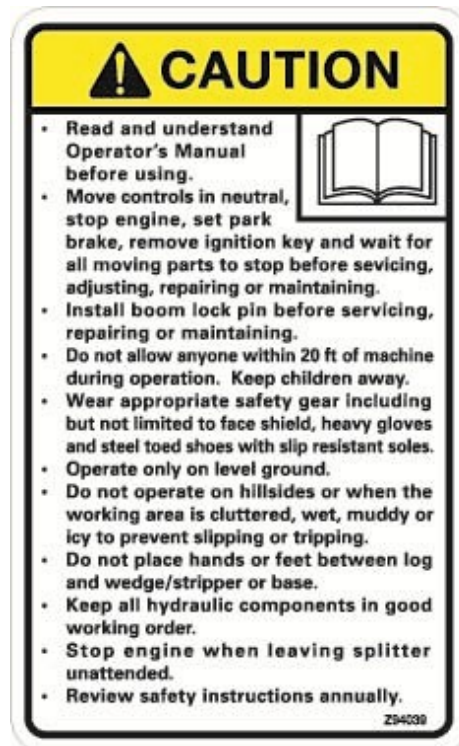 CAUTION
• Read and understand
Operator's Manual
before using.
• Move controls in neutral,
stop engine, set park
brake, remove ignition key and wait for
all moving parts to stop before sevicing,
adjusting, repairing or maintaining.
• Install boom lock pin before servicing,
repairing or maintaining.
• Do not allow anyone within 20 ft of machine
during operation. Keep children away.
• Wear appropriate safety gear including
but not limited to face shield, heavy gloves
and steel toed shoes with slip resistant soles.
• Operate only on level ground.
• Do not operate on hillsides or when the
working area is cluttered, wet, muddy or
icy to prevent slipping or tripping.
• Do not place hands or feet between log
and wedge/stripper or base.
• Keep all hydraulic components in good
working order.
• Stop engine when leaving splitter
unattended.
• Review safety instructions annually.
Z94039